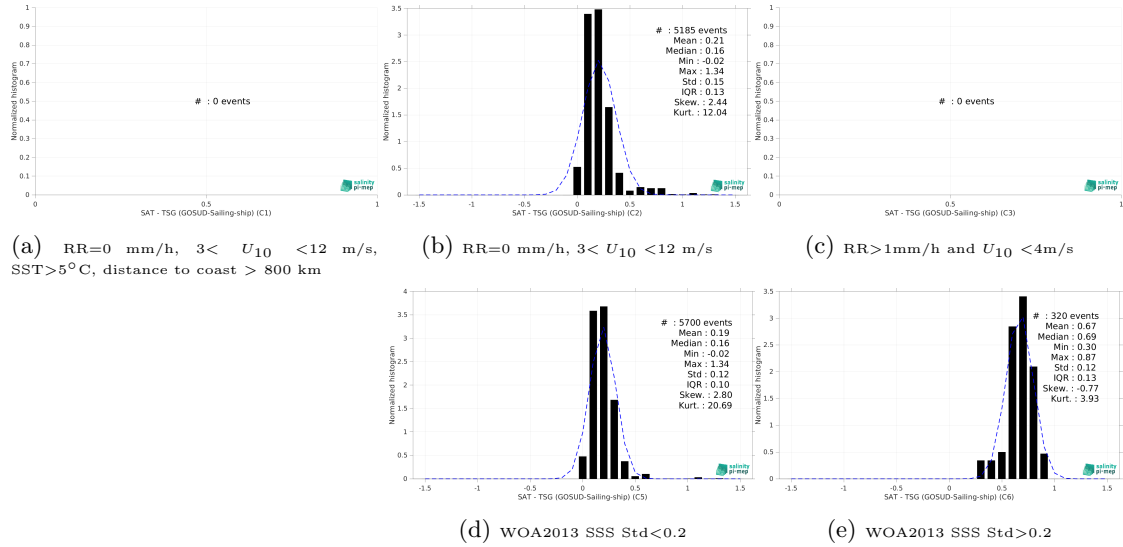 1
0.9
0.8
0.7
0.6
0.5
0.4
0.3
0.2
0.1
0
0 0.5 1
Normalized histogram
# : 0 events
salinity
pi-mep
SAT - TSG (GOSUD-Sailing-ship) (C1)
(a) RR=0 mm/h, 3< U10 <12 m/s,
SST>5°C, distance to coast > 800 km
3.5
3
2.5
2
1.5
1
0.5
0
-1.5 -1 -0.5 0 0.5 1 1.5
Normalized histogram
# : 5185 events
Mean : 0.21
Median : 0.16
Min : -0.02
Max : 1.34
Std : 0.15
IQR : 0.13
Skew. : 2.44
Kurt. : 12.04
salinity
pi-mep
SAT - TSG (GOSUD-Sailing-ship) (C2)
(b) RR=0 mm/h, 3< U10 <12 m/s
1
0.9
0.8
0.7
0.6
0.5
0.4
0.3
0.2
0.1
0
0 0.5 1
Normalized histogram
# : 0 events
salinity
pi-mep
SAT - TSG (GOSUD-Sailing-ship) (C3)
(c) RR>1mm/h and U10 <4m/s
4
3.5
3
2.5
2
1.5
1
0.5
0
-1.5 -1 -0.5 0 0.5 1 1.5
Normalized histogram
# : 5700 events
Mean : 0.19
Median : 0.16
Min : -0.02
Max : 1.34
Std : 0.12
IQR : 0.10
Skew. : 2.80
Kurt. : 20.69
salinity
pi-mep
SAT - TSG (GOSUD-Sailing-ship) (C5)
(d) WOA2013 SSS Std<0.2
3.5
3
2.5
2
1.5
1
0.5
0
-1.5 -1 -0.5 0 0.5 1 1.5
Normalized histogram
# : 320 events
Mean : 0.67
Median : 0.69
Min : 0.30
Max : 0.87
Std : 0.12
IQR : 0.13
Skew. : -0.77
Kurt. : 3.93
salinity
pi-mep
SAT - TSG (GOSUD-Sailing-ship) (C6)
(e) WOA2013 SSS Std>0.2